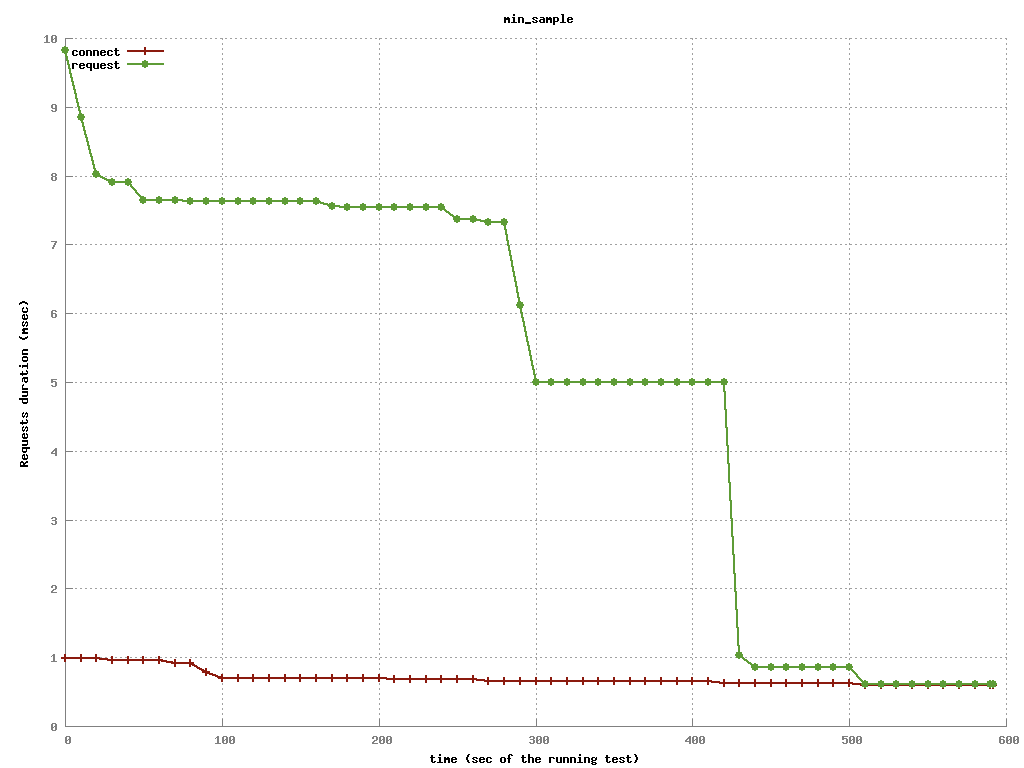 min_sample
connect
request
10
9
8
7
6
5
4
3
2
1
0
Requests duration (msec)
0 100 200 300 400 500 600
time (sec of the running test)